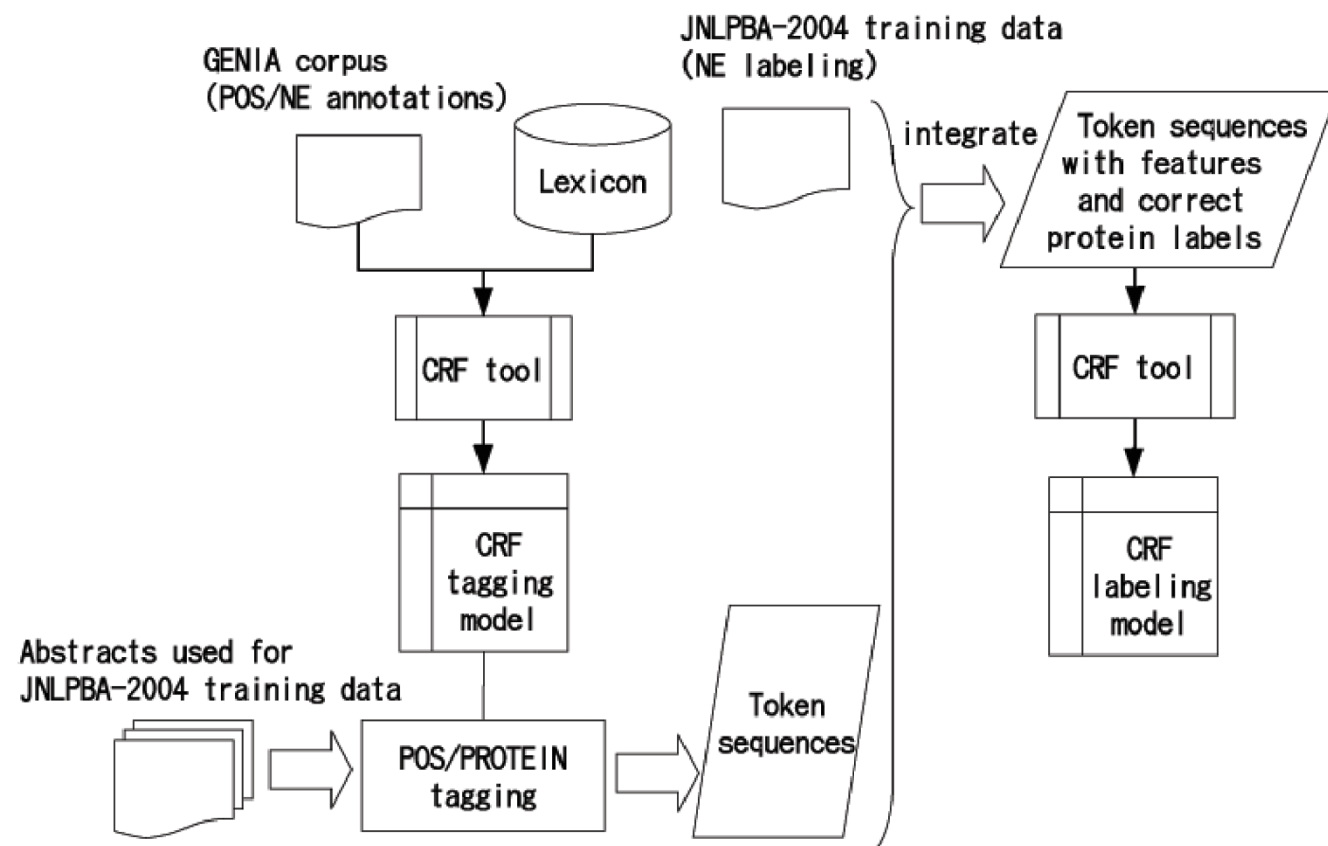 GENIA corpus
(POS/NE annotations)
Lexicon
CRF tool
CRF
tagging
model
Abstracts used for
JNLPBA-2004 training data
POS/PROTEIN
tagging
Token
sequences
JNLPBA-2004 training data
(NE labeling)
integrate
Token sequences
with features
and correct
protein labels
CRF tool
CRF
labeling
model